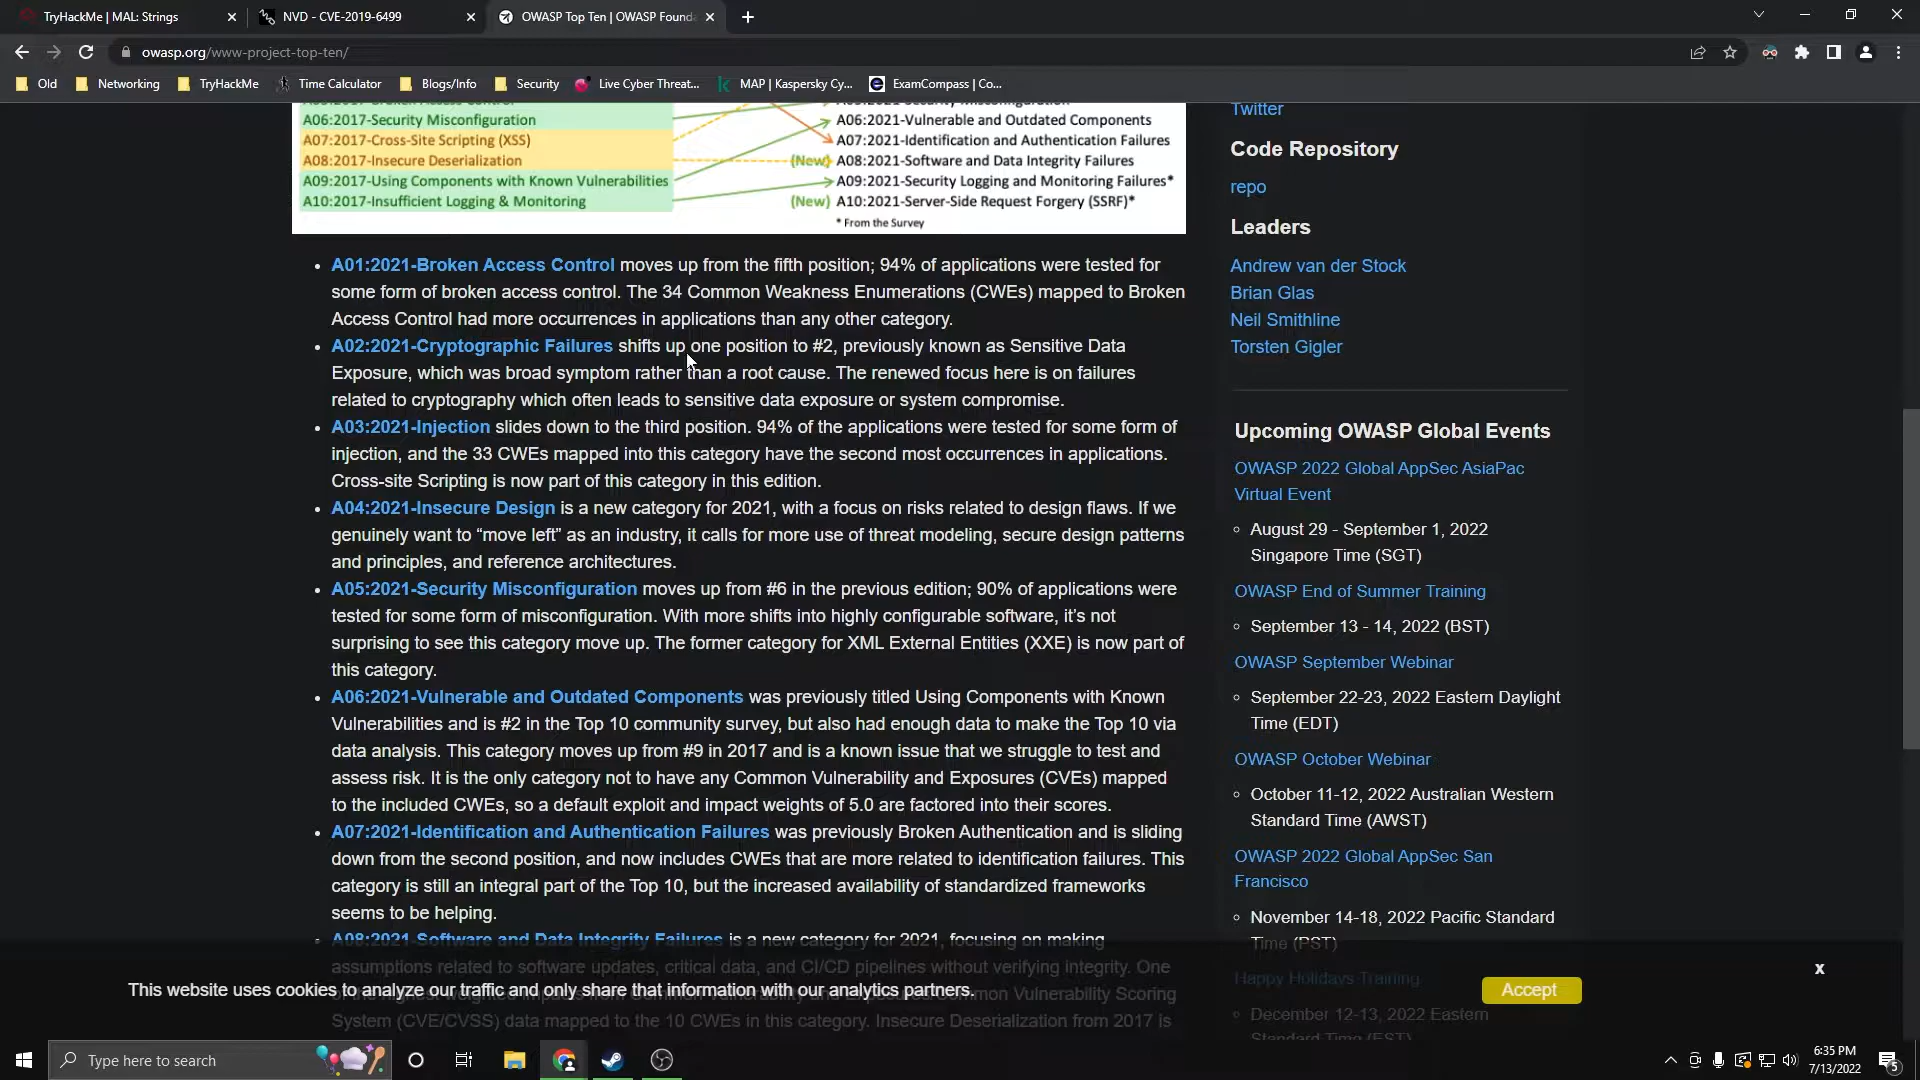 TryHackMe | MAL: Strings
NVD - CVE-2019-6499
OWASP Top Ten | OWASP Founda
owasp.org/www-project-top-ten/
Old
Networking
TryHackMe
Time Calculator
Blogs/Info
Security
Live Cyber Threat...
MAP | Kaspersky Cy...
ExamCompass | Co...
A06:2017-Security Misconfiguration
A07:2017-Cross-Site Scripting (XSS)
A08:2017-Insecure Deserialization
A09:2017-Using Components with Known Vulnerabilities
A10:2017-Insufficient Logging & Monitoring
A06:2021-Vulnerable and Outdated Components
A07:2021-Identification and Authentication Failures
(New) A08:2021-Software and Data Integrity Failures
A09:2021-Security Logging and Monitoring Failures*
(New) A10:2021-Server-Side Request Forgery (SSRF)*
* From the Survey
A01:2021-Broken Access Control moves up from the fifth position; 94% of applications were tested for
some form of broken access control. The 34 Common Weakness Enumerations (CWEs) mapped to Broken
Access Control had more occurrences in applications than any other category.
A02:2021-Cryptographic Failures shifts up one position to #2, previously known as Sensitive Data
Exposure, which was broad symptom rather than a root cause. The renewed focus here is on failures
related to cryptography which often leads to sensitive data exposure or system compromise.
A03:2021-Injection slides down to the third position. 94% of the applications were tested for some form of
injection, and the 33 CWEs mapped into this category have the second most occurrences in applications.
Cross-site Scripting is now part of this category in this edition.
A04:2021-Insecure Design is a new category for 2021, with a focus on risks related to design flaws. If we
genuinely want to “move left” as an industry, it calls for more use of threat modeling, secure design patterns
and principles, and reference architectures.
A05:2021-Security Misconfiguration moves up from #6 in the previous edition; 90% of applications were
tested for some form of misconfiguration. With more shifts into highly configurable software, it’s not
surprising to see this category move up. The former category for XML External Entities (XXE) is now part of
this category.
A06:2021-Vulnerable and Outdated Components was previously titled Using Components with Known
Vulnerabilities and is #2 in the Top 10 community survey, but also had enough data to make the Top 10 via
data analysis. This category moves up from #9 in 2017 and is a known issue that we struggle to test and
assess risk. It is the only category not to have any Common Vulnerability and Exposures (CVEs) mapped
to the included CWEs, so a default exploit and impact weights of 5.0 are factored into their scores.
A07:2021-Identification and Authentication Failures was previously Broken Authentication and is sliding
down from the second position, and now includes CWEs that are more related to identification failures. This
category is still an integral part of the Top 10, but the increased availability of standardized frameworks
seems to be helping.
A08:2021-Software and Data Integrity Failures is a new category for 2021, focusing on making
assumptions related to software updates, critical data, and CI/CD pipelines without verifying integrity. One
System (CVE/CVSS) data mapped to the 10 CWEs in this category. Insecure Deserialization from 2017 is
Twitter
Code Repository
repo
Leaders
Andrew van der Stock
Brian Glas
Neil Smithline
Torsten Gigler
Upcoming OWASP Global Events
OWASP 2022 Global AppSec AsiaPac
Virtual Event
August 29 - September 1, 2022
Singapore Time (SGT)
OWASP End of Summer Training
September 13 - 14, 2022 (BST)
OWASP September Webinar
September 22-23, 2022 Eastern Daylight
Time (EDT)
OWASP October Webinar
October 11-12, 2022 Australian Western
Standard Time (AWST)
OWASP 2022 Global AppSec San
Francisco
November 14-18, 2022 Pacific Standard
Time (PST)
Happy Holidays Training
December 12-13, 2022 Eastern
Standard Time (EST)
This website uses cookies to analyze our traffic and only share that information with our analytics partners.
Accept
x
Type here to search
6:35 PM
7/13/2022
5